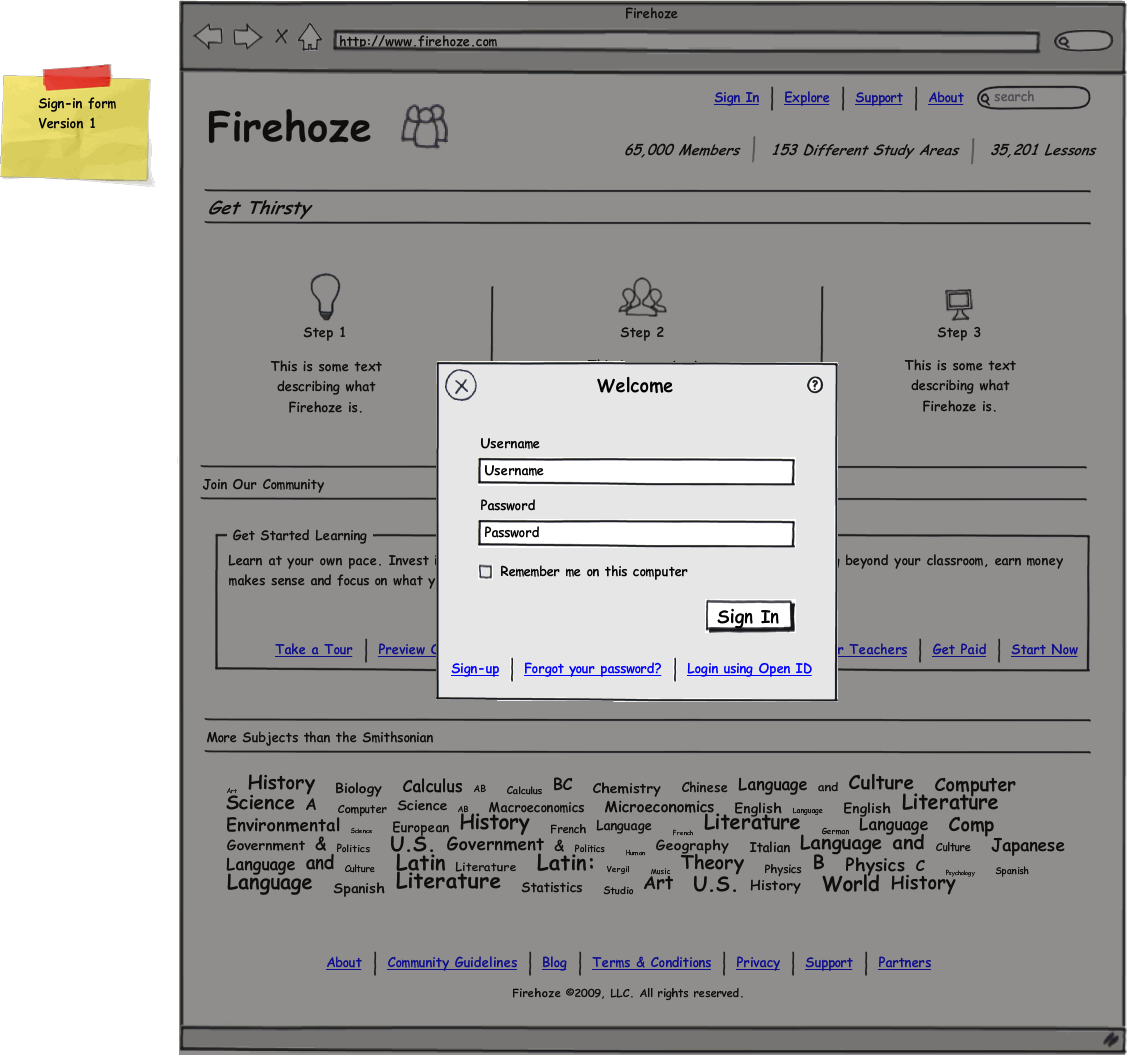 Firehoze
http://www.firehoze.com
Sign-in form
Version 1
Sign In Explore Support About search
Firehoze
65,000 Members 153 Different Study Areas 35,201 Lessons
Get Thirsty
Step 1 Step 2 Step 3
This is some text
describing what
Firehoze is.
This is some text
describing what
Firehoze is.
Welcome
?
Username
Username
Password
Password
Remember me on this computer
Sign In
Sign-up Forgot your password? Login using Open ID
Join Our Community
Get Started Learning
Learn at your own pace. Invest
makes sense and focus on what
beyond your classroom, earn money
Take a Tour Preview
Teachers Get Paid Start Now
More Subjects than the Smithsonian
Art History Biology Calculus AB Calculus BC Chemistry Chinese Language and Culture Computer
Science A Computer Science AB Macroeconomics Microeconomics English Language English Literature
Environmental Science European History French Language French Literature German Language Comp
Government & Politics U.S. Government & Politics Human Geography Italian Language and Culture Japanese
Language and Culture Latin Literature Latin: Vergil Music Theory Physics B Physics C Psychology Spanish
Language Spanish Literature Statistics Studio Art U.S. History World History
About Community Guidelines Blog Terms & Conditions Privacy Support Partners
Firehoze ©2009, LLC. All rights reserved.